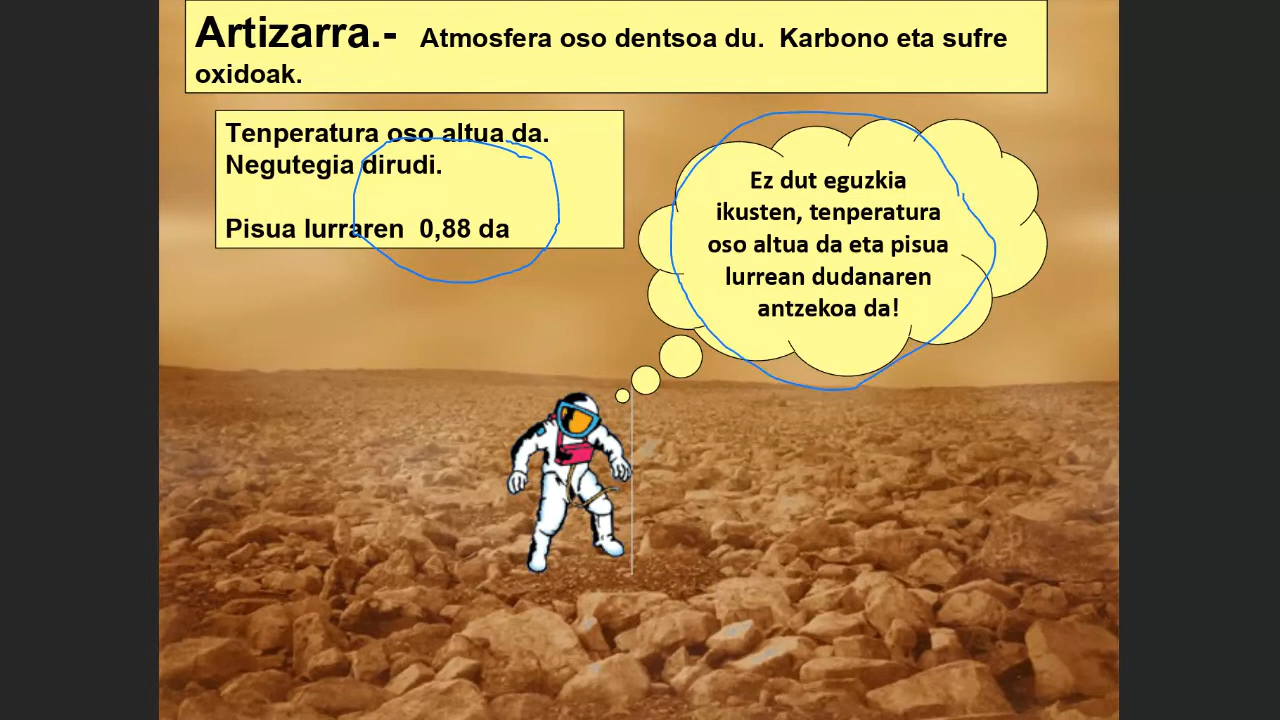 Artizarra.- Atmosfera oso dentsoa du. Karbono eta sufre
oxidoak.
Tenperatura oso altua da.
Negutegia dirudi.
Pisua lurraren 0,88 da
Ez dut eguzkia
ikusten, tenperatura
oso altua da eta pisua
lurrean dudanaren
antzekoa da!